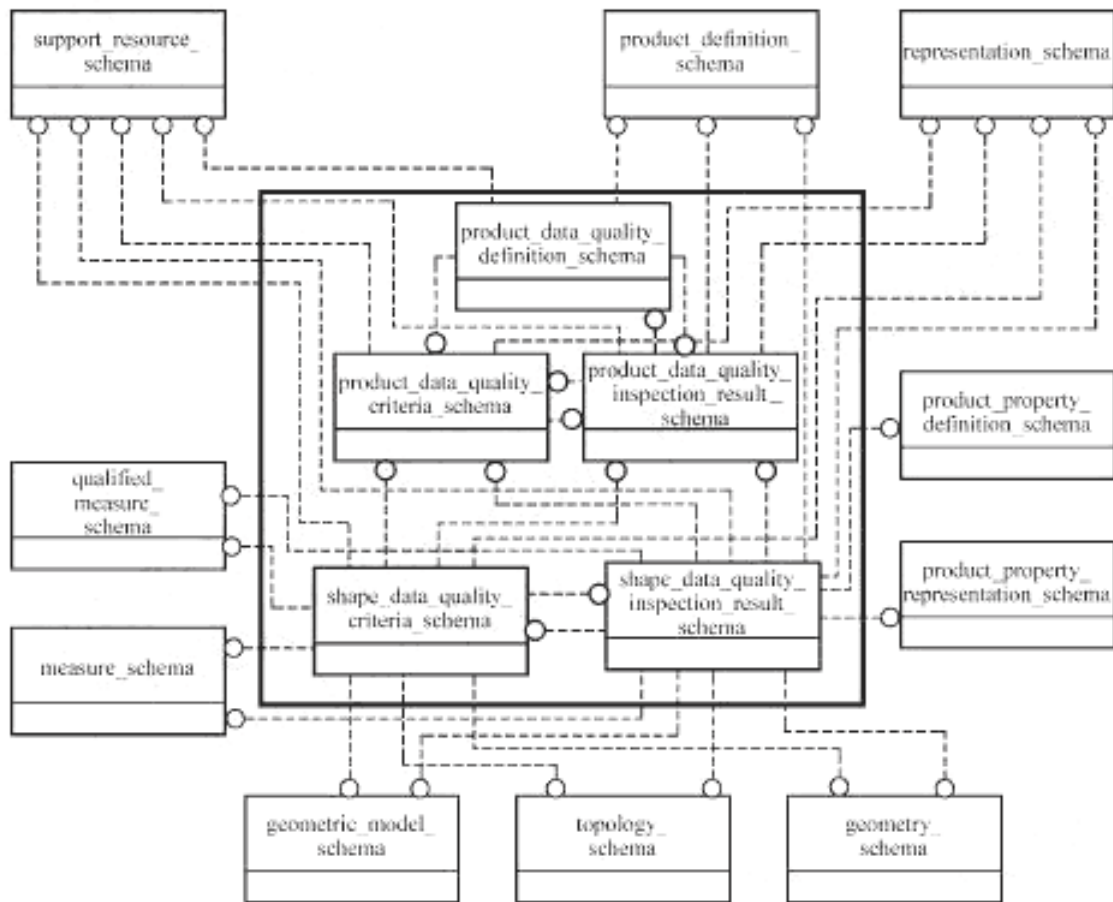 support_resource_
schema
product_definition_
schema
representation_schema
product_data_quality_
definition_schema
product_data_quality_
criteria_schema
product_data_quality_
inspection_result_
schema
product_property_
definition_schema
qualified_
measure_
schema
shape_data_quality_
criteria_schema
shape_data_quality_
inspection_result_
schema
product_property_
representation_schema
measure_schema
geometric_model_
schema
topology_
schema
geometry_
schema